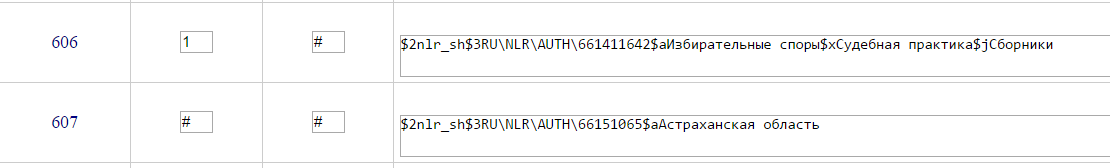 606 1 # $2nlr_sh$3RU\NLR\AUTH\661411642$aИзбирательные споры$xСудебная практика$jСборники
607 # # $2nlr_sh$3RU\NLR\AUTH\66151065$aАстраханская область